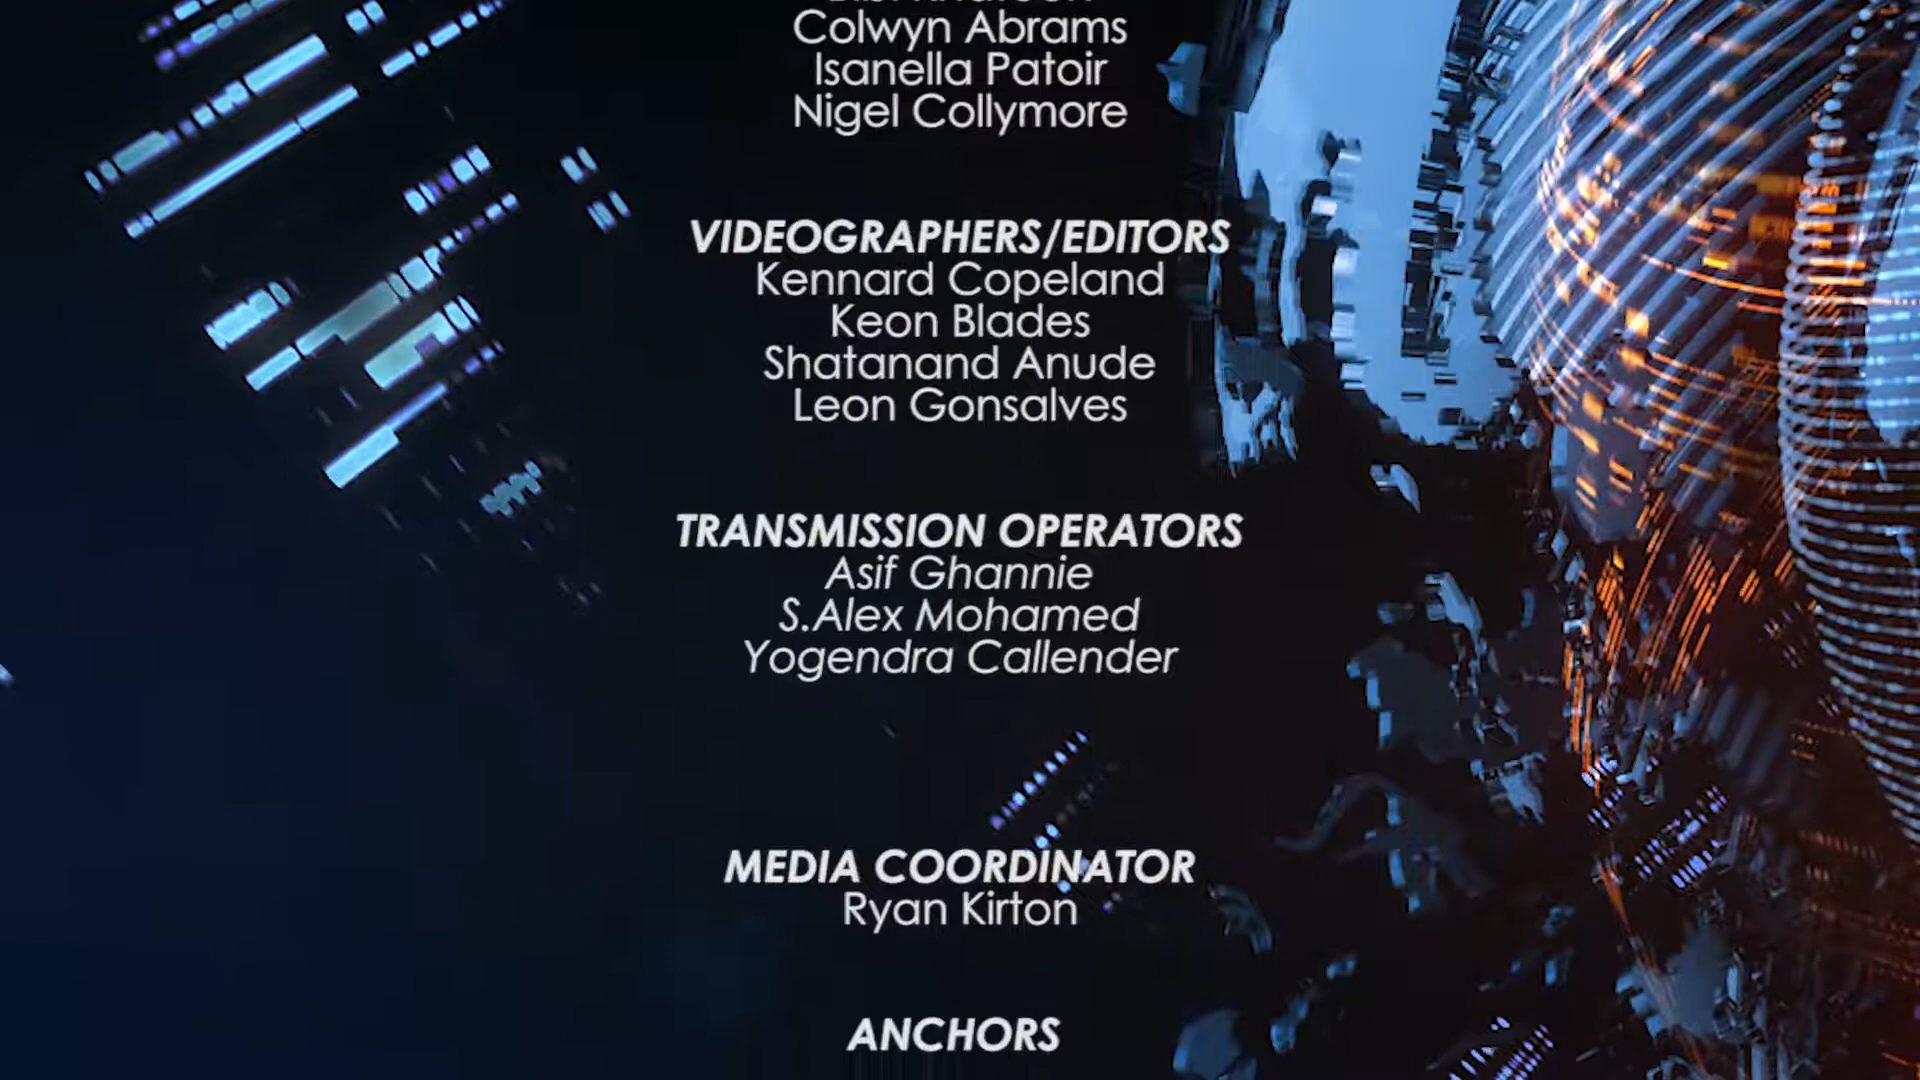 Colwyn Abrams
Isanella Patoir
Nigel Collymore
VIDEOGRAPHERS/EDITORS
Kennard Copeland
Keon Blades
Shatanand Anude
Leon Gonsalves
TRANSMISSION OPERATORS
Asif Ghannie
S.Alex Mohamed
Yogendra Callender
MEDIA COORDINATOR
Ryan Kirton
ANCHORS